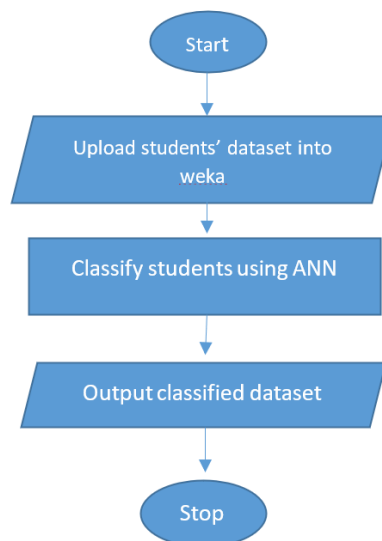 Start
Upload students’ dataset into
weka
Classify students using ANN
Output classified dataset
Stop